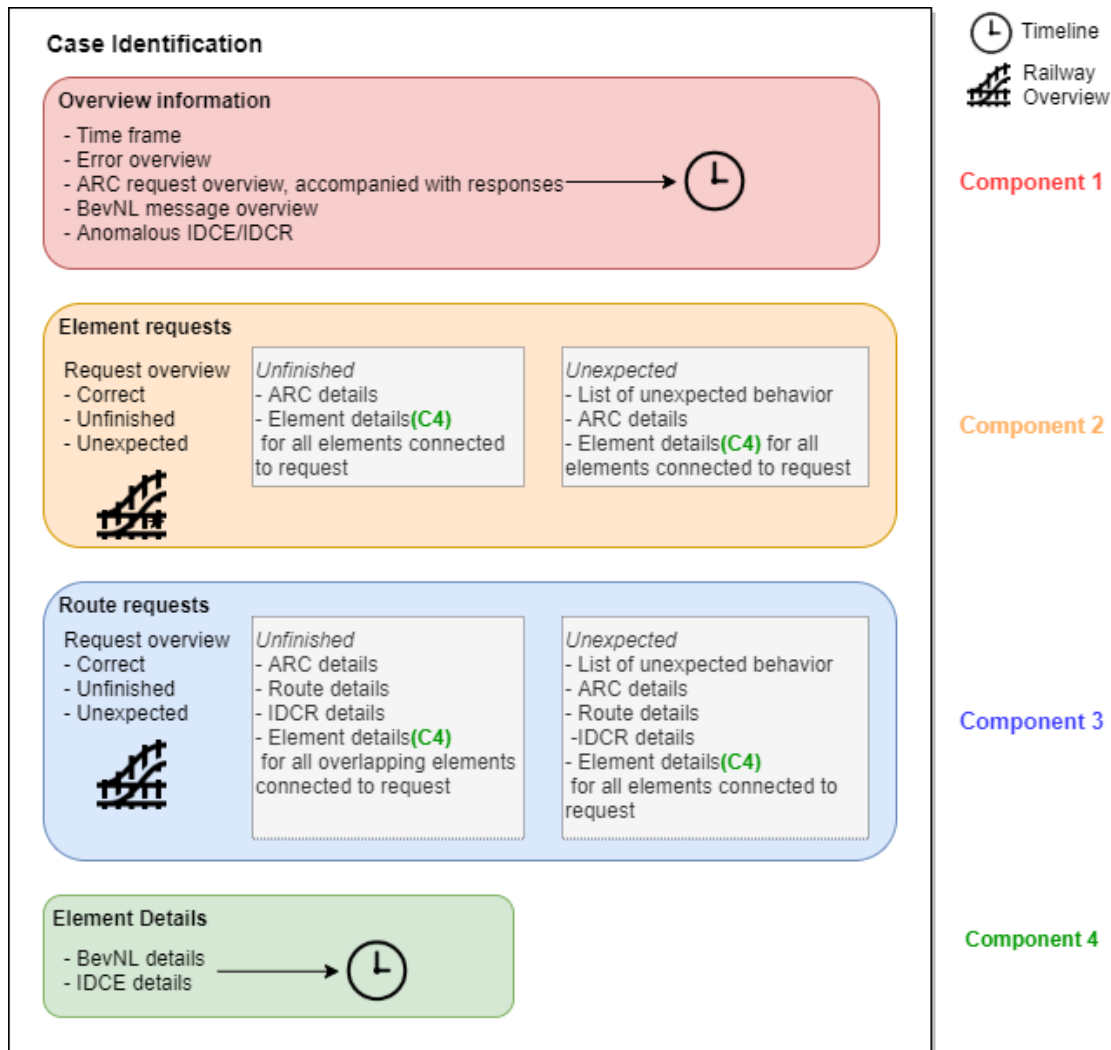 Case Identification
Timeline
Railway
Overview
Overview information
- Time frame
- Error overview
- ARC request overview, accompanied with responses
- BevNL message overview
- Anomalous IDCE/IDCR
Component 1
Element requests
Request overview
- Correct
- Unfinished
- Unexpected
Unfinished
- ARC details
- Element details(C4)
for all elements connected
to request
Unexpected
- List of unexpected behavior
- ARC details
- Element details(C4) for all
elements connected to request
Component 2
Route requests
Request overview
- Correct
- Unfinished
- Unexpected
Unfinished
- ARC details
- Route details
- IDCR details
- Element details(C4)
for all overlapping elements
connected to request
Unexpected
- List of unexpected behavior
- ARC details
- Route details
-IDCR details
- Element details(C4)
for all elements connected to
request
Component 3
Element Details
- BevNL details
- IDCE details
Component 4